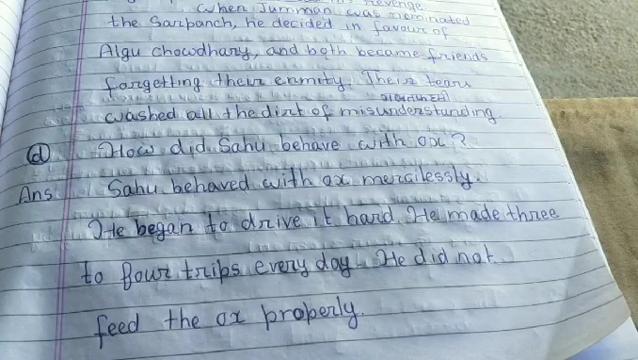 revenge
when Jumman was nominated
the Sarpanch, he decided in favour of
Algu chowdhary, and both became friends
forgetting their enmity. Their tears
गलतफहमी
washed all the dirt of misunderstanding.
(d) How did Sahu behave with ox?
Ans Sahu behaved with ox mercilessly.
He began to drive it hard. He made three
to four trips every day. He did not
feed the ox properly.